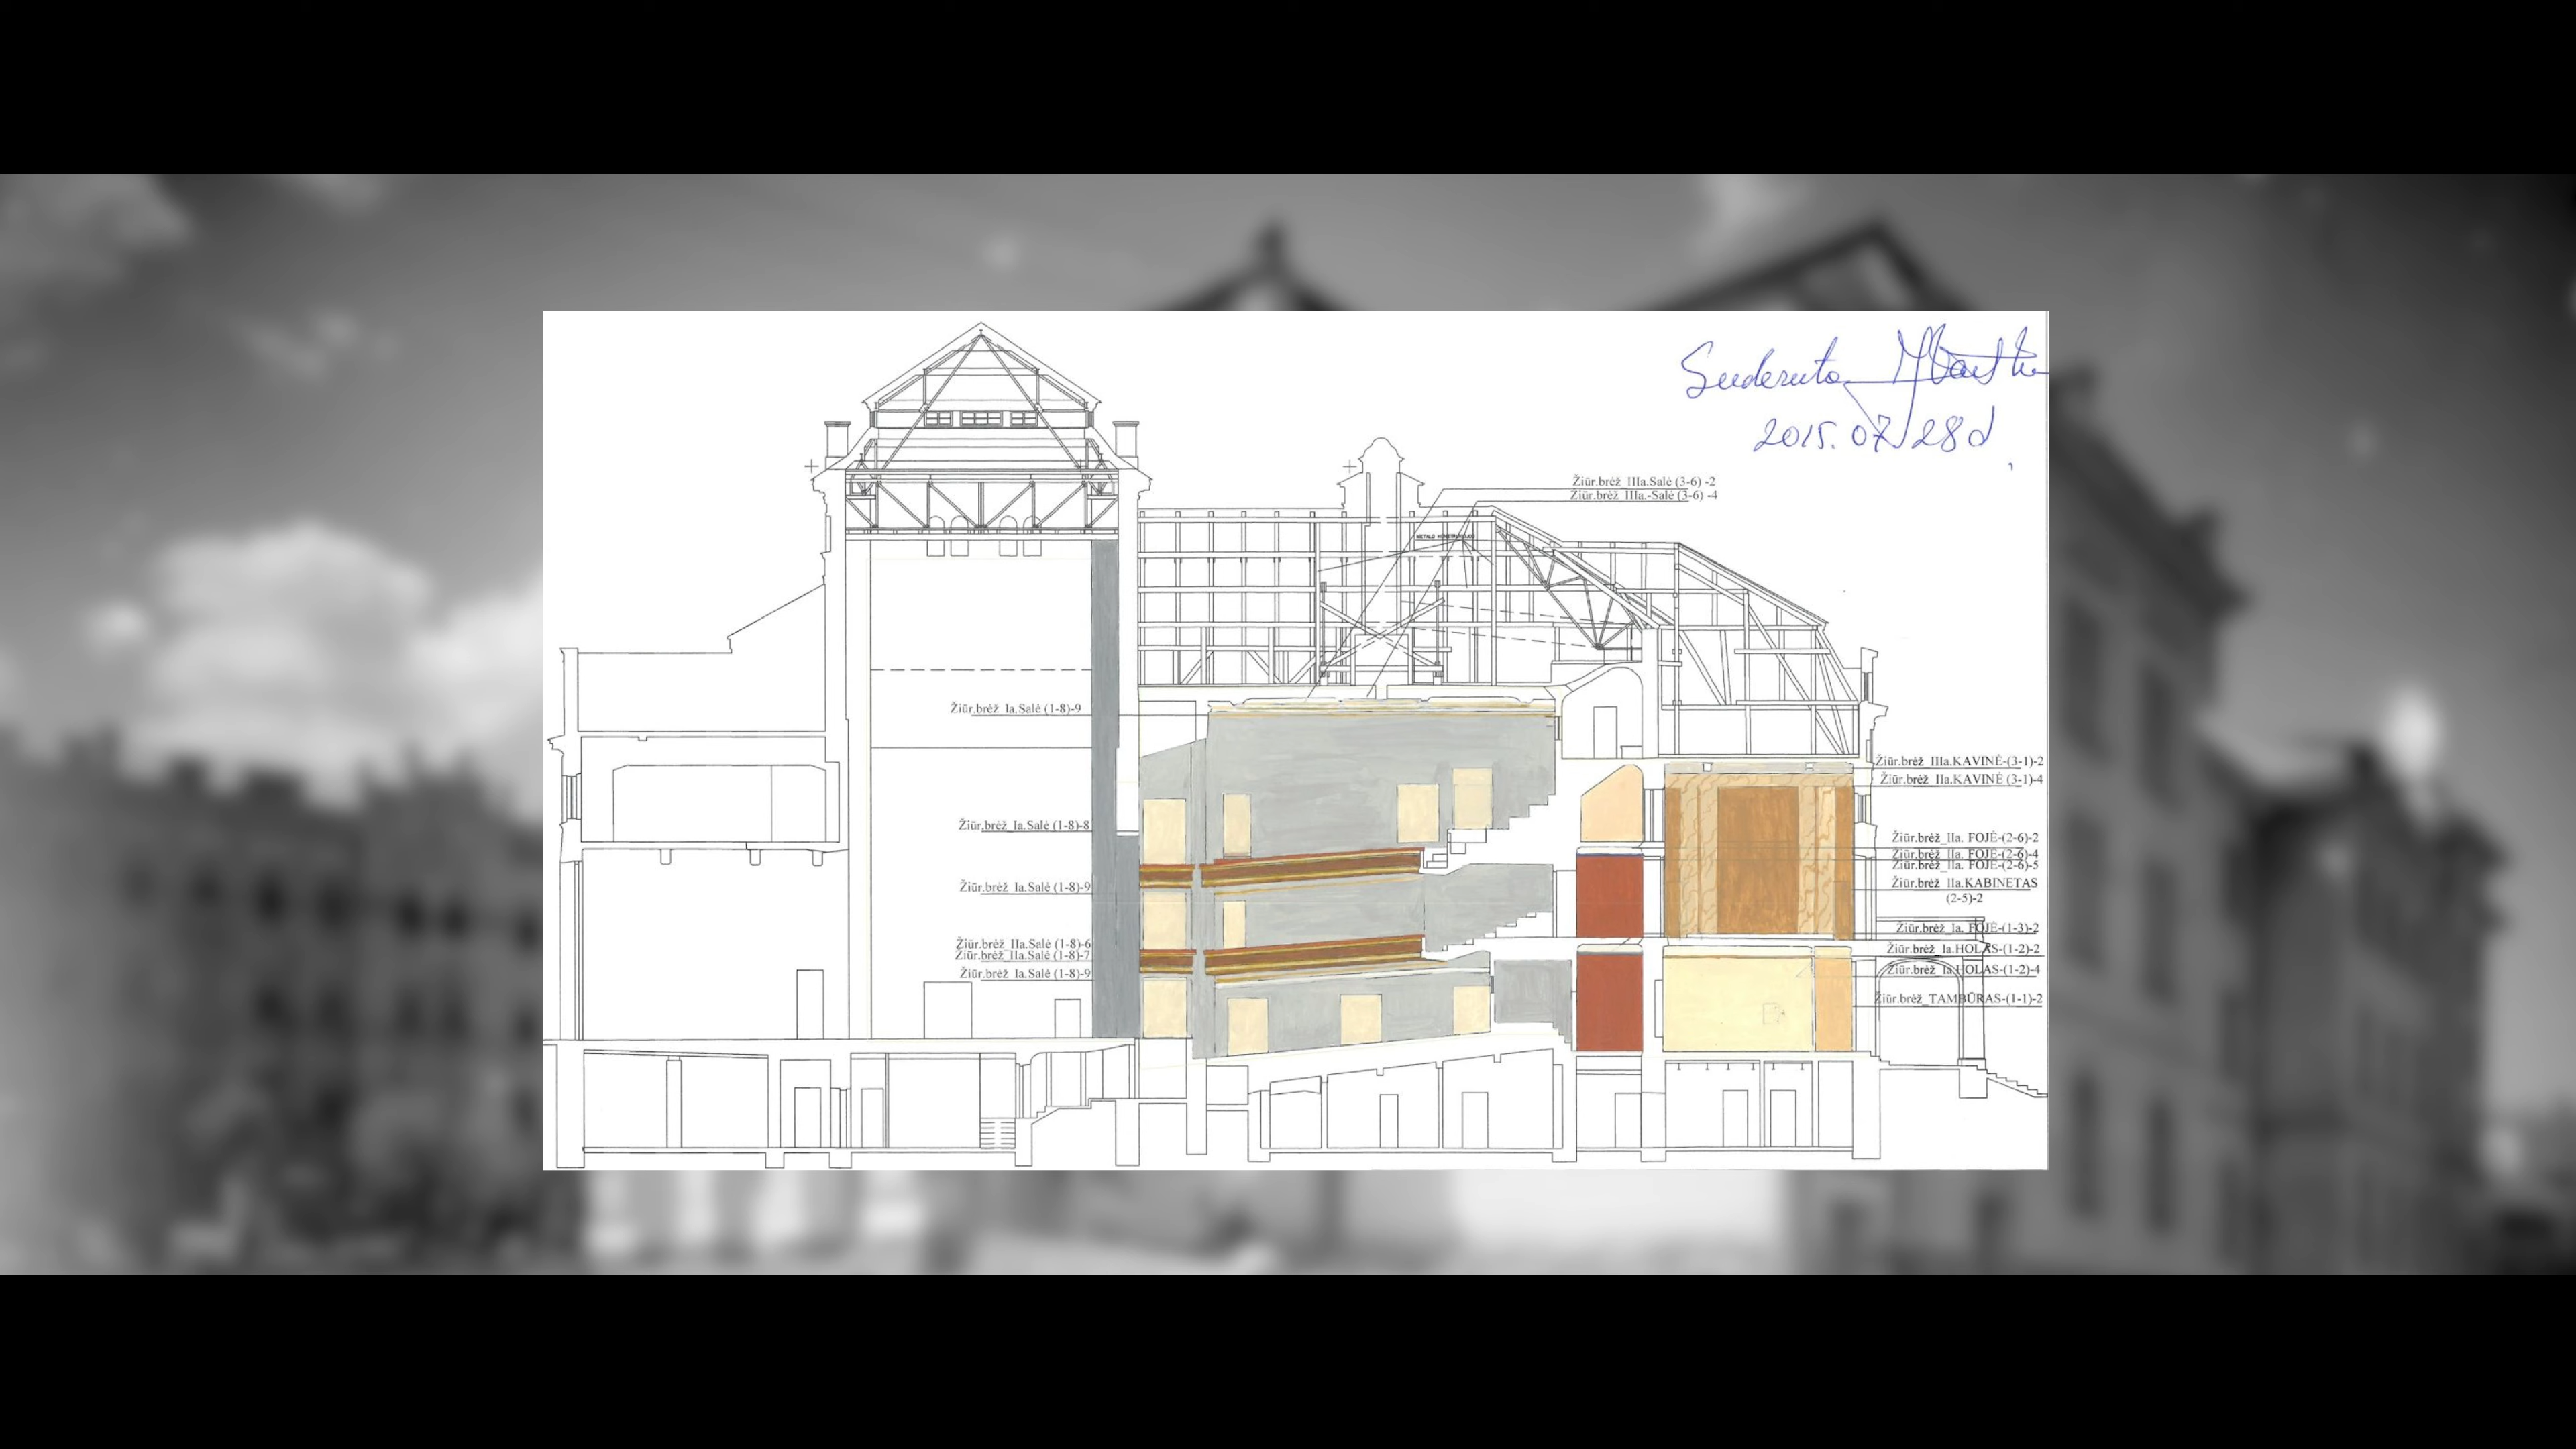 Suderinta
2015.07 28 d.
Žiūr.brėž_IIIa.Salė (3-6) -2
Žiūr.brėž_IIIa.-Salė (3-6) -4
METALO KONSTRUKCIJOS
Žiūr.brėž_Ia.Salė (1-8)-9
Žiūr.brėž_Ia.Salė (1-8)-8
Žiūr.brėž_Ia.Salė (1-8)-9
Žiūr.brėž_IIa.Salė (1-8)-6
Žiūr.brėž_IIa.Salė (1-8)-7
Žiūr.brėž_Ia.Salė (1-8)-9
Žiūr.brėž_IIIa.KAVINĖ-(3-1)-2
Žiūr.brėž_IIa.KAVINĖ (3-1)-4
Žiūr.brėž_IIa. FOJĖ-(2-6)-2
Žiūr.brėž_IIa. FOJĖ-(2-6)-4
Žiūr.brėž_IIa. FOJĖ-(2-6)-5
Žiūr.brėž_IIa.KABINETAS
(2-5)-2
Žiūr.brėž_Ia. FOJĖ-(1-3)-2
Žiūr.brėž_Ia.HOLAS-(1-2)-2
Žiūr.brėž_Ia.HOLAS-(1-2)-4
Žiūr.brėž_TAMBŪRAS-(1-1)-2